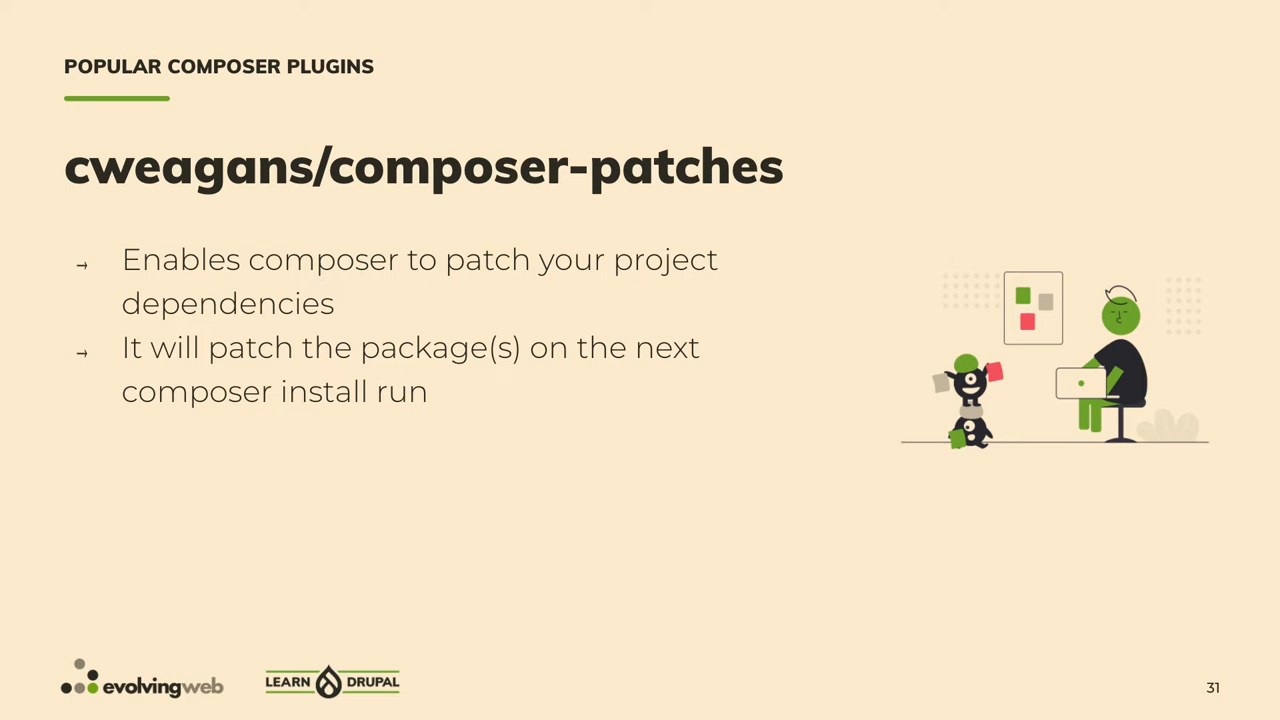 POPULAR COMPOSER PLUGINS
cweagans/composer-patches
→ Enables composer to patch your project
dependencies
→ It will patch the package(s) on the next
composer install run
evolvingweb
LEARN DRUPAL
31